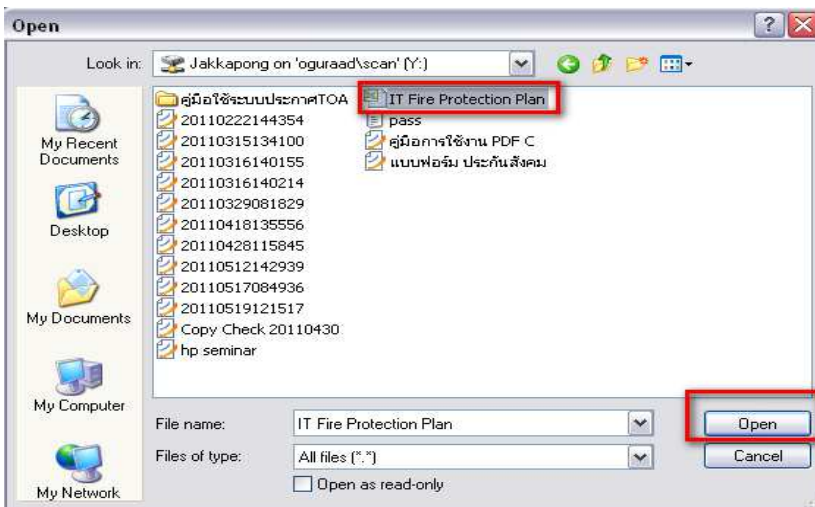 Open
Look in:
Jakkapong on 'oguraad\scan' (Y:)
My Recent
Documents
Desktop
My Documents
My Computer
My Network
คู่มือใช้ระบบประกาศTOA
20110222144354
20110315134100
20110316140155
20110316140214
20110329081829
20110418135556
20110428115845
20110512142939
20110517084936
20110519121517
Copy Check 20110430
hp seminar
IT Fire Protection Plan
pass
คู่มือการใช้งาน PDF C
แบบฟอร์ม ประกันสังคม
File name:
IT Fire Protection Plan
Open
Files of type:
All files (*.*)
Cancel
Open as read-only